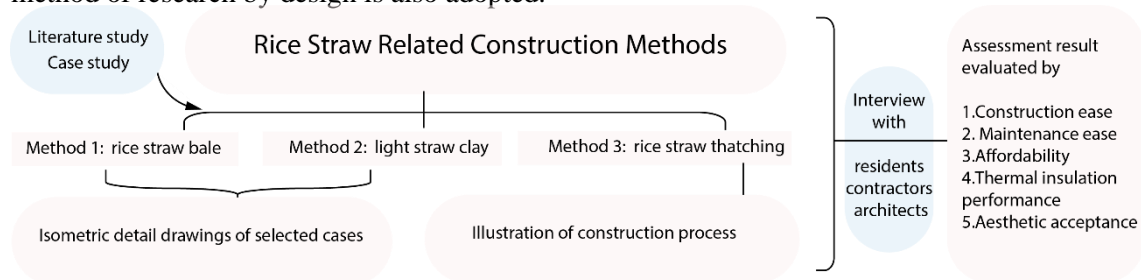 method of research by design is also adopted.
Literature study
Case study
Rice Straw Related Construction Methods
Method 1: rice straw bale
Method 2: light straw clay
Method 3: rice straw thatching
Isometric detail drawings of selected cases
Illustration of construction process
Interview
with
residents
contractors
architects
Assessment result
evaluated by
1.Construction ease
2. Maintenance ease
3.Affordability
4.Thermal insulation
performance
5.Aesthetic acceptance